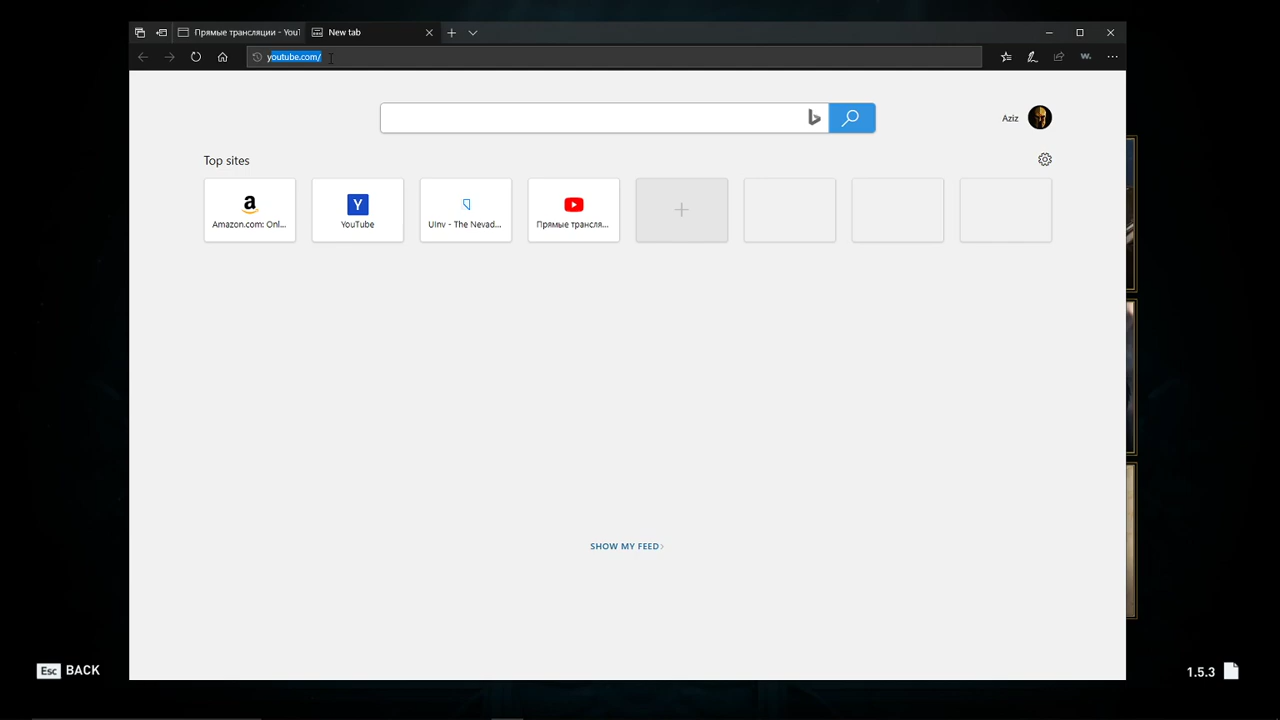 Прямые трансляции - YouT
New tab
youtube.com/
w.
Aziz
Top sites
a
Amazon.com: Onl...
Y
YouTube
UInv - The Nevad...
Прямые трансля...
SHOW MY FEED
Esc BACK
1.5.3